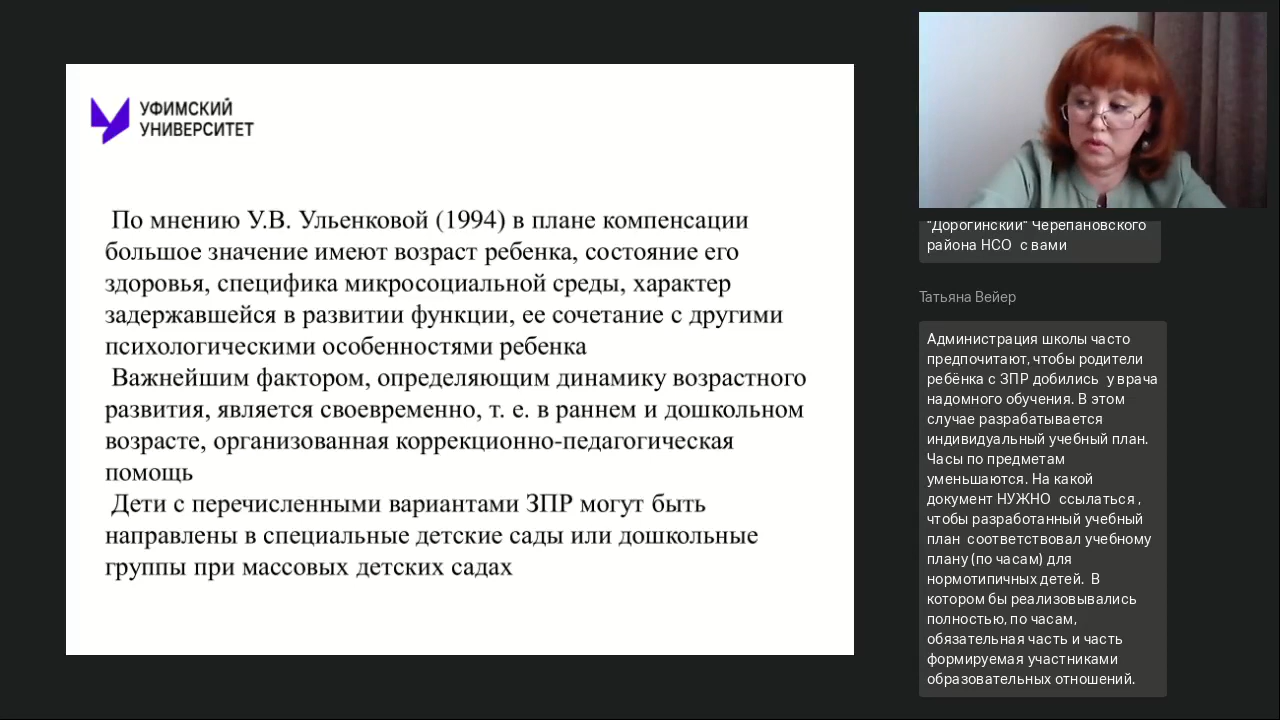 УФИМСКИЙ
УНИВЕРСИТЕТ
По мнению У.В. Ульенковой (1994) в плане компенсации
большое значение имеют возраст ребенка, состояние его
здоровья, специфика микросоциальной среды, характер
задержавшейся в развитии функции, ее сочетание с другими
психологическими особенностями ребенка
Важнейшим фактором, определяющим динамику возрастного
развития, является своевременно, т. е. в раннем и дошкольном
возрасте, организованная коррекционно-педагогическая
помощь
Дети с перечисленными вариантами ЗПР могут быть
направлены в специальные детские сады или дошкольные
группы при массовых детских садах
"Дорогинский" Черепановского
района НСО с вами
Татьяна Вейер
Администрация школы часто
предпочитают, чтобы родители
ребёнка с ЗПР добились у врача
надомного обучения. В этом
случае разрабатывается
индивидуальный учебный план.
Часы по предметам
уменьшаются. На какой
документ НУЖНО ссылаться ,
чтобы разработанный учебный
план соответствовал учебному
плану (по часам) для
нормотипичных детей. В
котором бы реализовывались
полностью, по часам,
обязательная часть и часть
формируемая участниками
образовательных отношений.